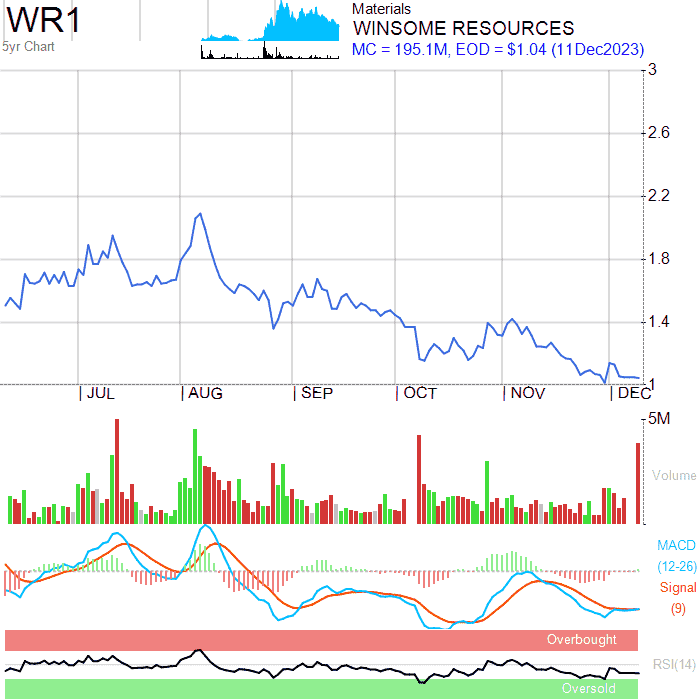 WR1
5yr Chart
Materials
WINSOME RESOURCES
MC = 195.1M, EOD = $1.04 (11Dec2023)
3
2.6
2.2
1.8
1.4
1
JUL AUG SEP OCT NOV DEC
5M
Volume
MACD
(12-26)
Signal
(9)
Overbought
RSI(14)
Oversold